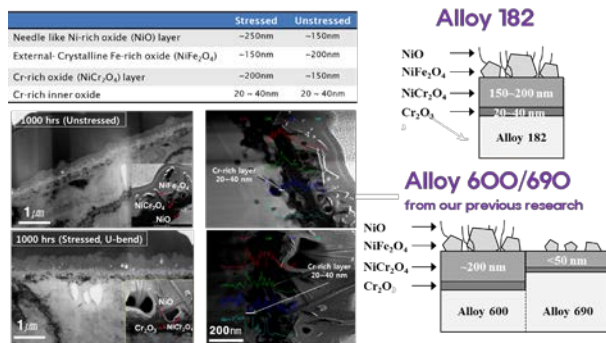 Stressed Unstressed
Needle like Ni-rich oxide (NiO) layer ~250nm ~150nm
External- Crystalline Fe-rich oxide (NiFe₂O₄) ~150nm ~200nm
Cr-rich oxide (NiCr₂O₄) layer ~200nm ~150nm
Cr-rich inner oxide 20 ~ 40nm 20 ~ 40nm
1000 hrs (Unstressed)
NiFe₂O₄
NiCr₂O₄
NiO
1㎛
Cr-rich layer
20~40 nm
1000 hrs (Stressed, U-bend)
NiO
Cr₂O₃
NiCr₂O₄
1㎛
Cr-rich layer
20~40 nm
200nm
Alloy 182
NiO
NiFe₂O₄
NiCr₂O₄
150~200 nm
Cr₂O₃
20~40 nm
Alloy 182
Alloy 600/690
from our previous research
NiO
NiFe₂O₄
NiCr₂O₄
~200 nm
<50 nm
Cr₂O₃
Alloy 600
Alloy 690